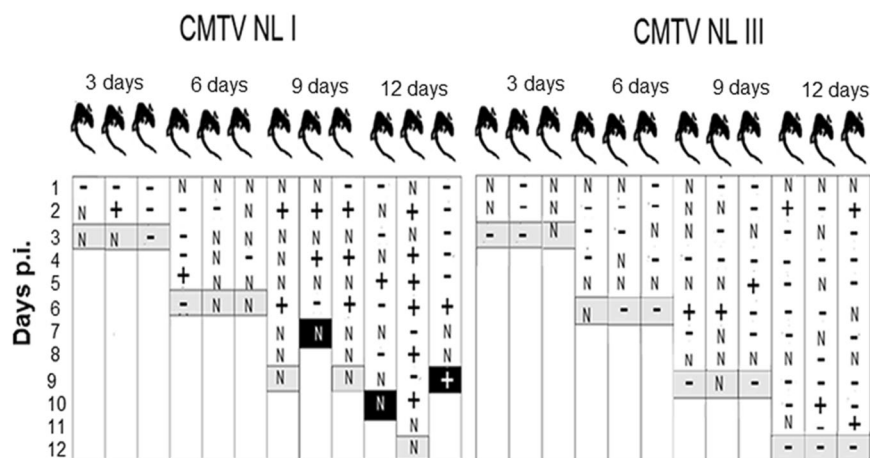 CMTV NL I CMTV NL III
3 days 6 days 9 days 12 days 3 days 6 days 9 days 12 days
Days p.i.
1 - - - N N N N N - - N - N - N N N - N - - N N N
2 N + - - N N + + + N + - N - N - - - N N - + - +
3 N N - - N N N N N - N - - - N - - N N N - - N -
4 - N - N + N - + - - N - - - - - - -
5 + N N N N N + + - N N N N N + - N -
6 - N N + - + - + + N - - + + - - - N
7 N N N - - N - N - - N -
8 N + - + N N N N N - N
9 N N N - + - N - - - -
10 N + - + -
11 N N - +
12 N - - -